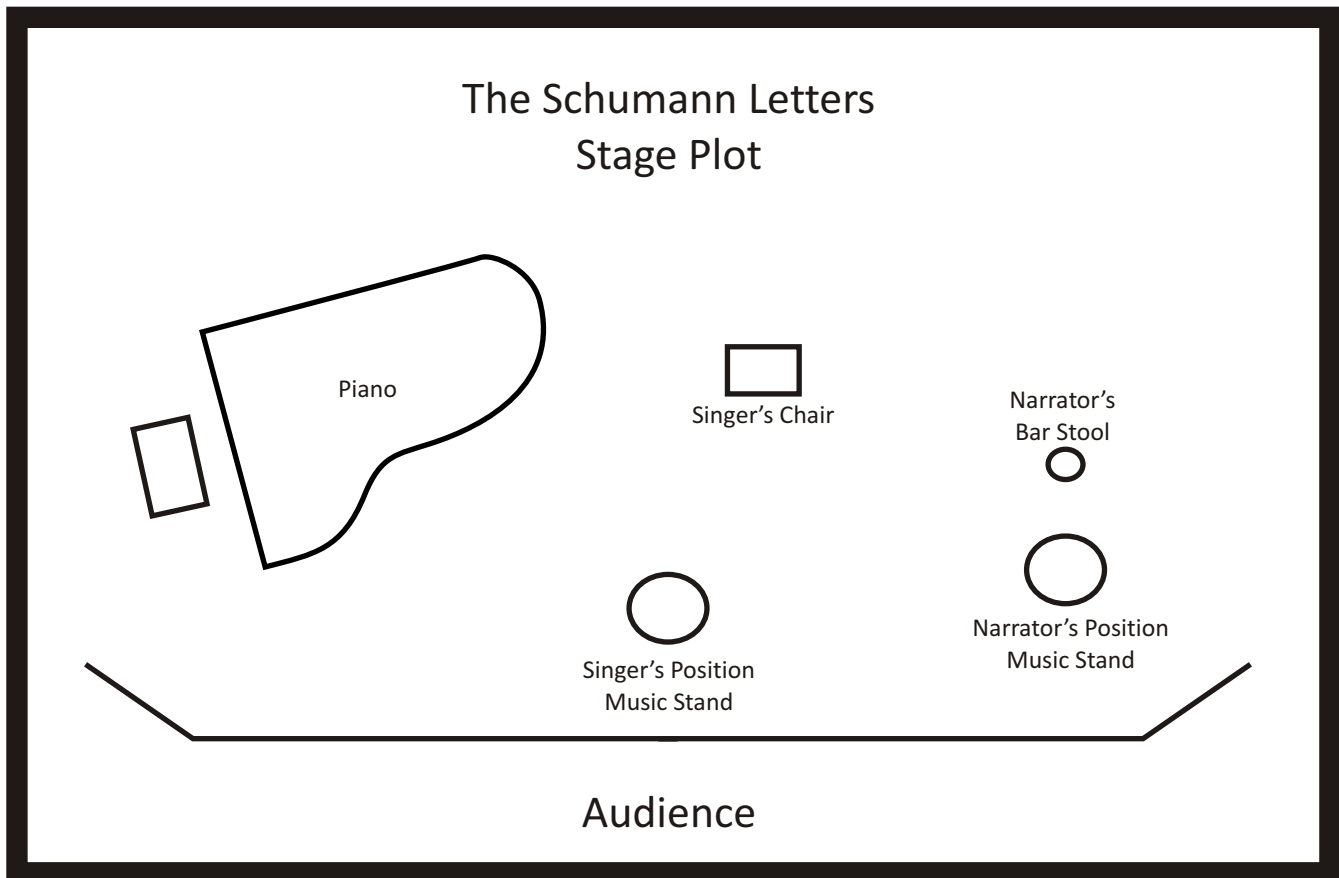 The Schumann Letters
Stage Plot
Piano
Singer’s Chair
Narrator’s
Bar Stool
Singer’s Position
Music Stand
Narrator’s Position
Music Stand
Audience